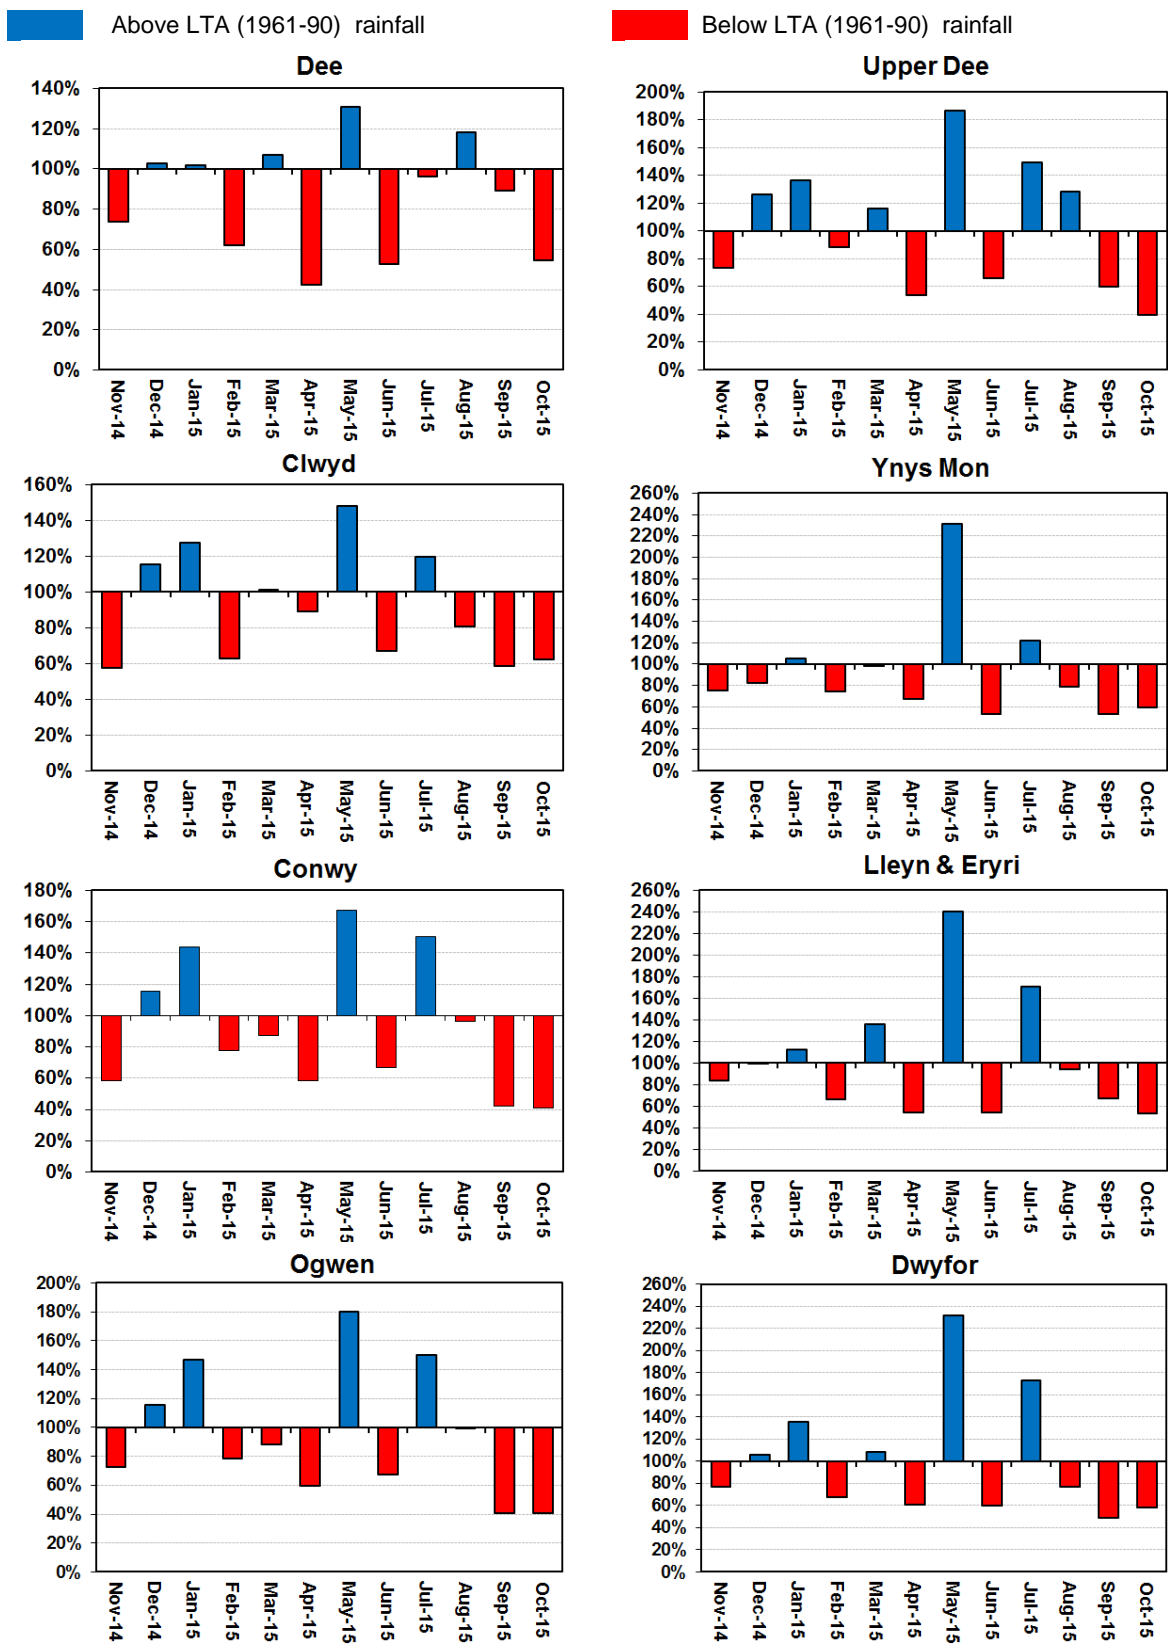 Above LTA (1961-90) rainfall
Below LTA (1961-90) rainfall
Dee
140%
120%
100%
80%
60%
40%
20%
0%
Nov-14
Dec-14
Jan-15
Feb-15
Mar-15
Apr-15
May-15
Jun-15
Jul-15
Aug-15
Sep-15
Oct-15
Upper Dee
200%
180%
160%
140%
120%
100%
80%
60%
40%
20%
0%
Nov-14
Dec-14
Jan-15
Feb-15
Mar-15
Apr-15
May-15
Jun-15
Jul-15
Aug-15
Sep-15
Oct-15
Clwyd
160%
140%
120%
100%
80%
60%
40%
20%
0%
Nov-14
Dec-14
Jan-15
Feb-15
Mar-15
Apr-15
May-15
Jun-15
Jul-15
Aug-15
Sep-15
Oct-15
Ynys Mon
260%
240%
220%
200%
180%
160%
140%
120%
100%
80%
60%
40%
20%
0%
Nov-14
Dec-14
Jan-15
Feb-15
Mar-15
Apr-15
May-15
Jun-15
Jul-15
Aug-15
Sep-15
Oct-15
Conwy
180%
160%
140%
120%
100%
80%
60%
40%
20%
0%
Nov-14
Dec-14
Jan-15
Feb-15
Mar-15
Apr-15
May-15
Jun-15
Jul-15
Aug-15
Sep-15
Oct-15
Lleyn & Eryri
260%
240%
220%
200%
180%
160%
140%
120%
100%
80%
60%
40%
20%
0%
Nov-14
Dec-14
Jan-15
Feb-15
Mar-15
Apr-15
May-15
Jun-15
Jul-15
Aug-15
Sep-15
Oct-15
Ogwen
200%
180%
160%
140%
120%
100%
80%
60%
40%
20%
0%
Nov-14
Dec-14
Jan-15
Feb-15
Mar-15
Apr-15
May-15
Jun-15
Jul-15
Aug-15
Sep-15
Oct-15
Dwyfor
260%
240%
220%
200%
180%
160%
140%
120%
100%
80%
60%
40%
20%
0%
Nov-14
Dec-14
Jan-15
Feb-15
Mar-15
Apr-15
May-15
Jun-15
Jul-15
Aug-15
Sep-15
Oct-15